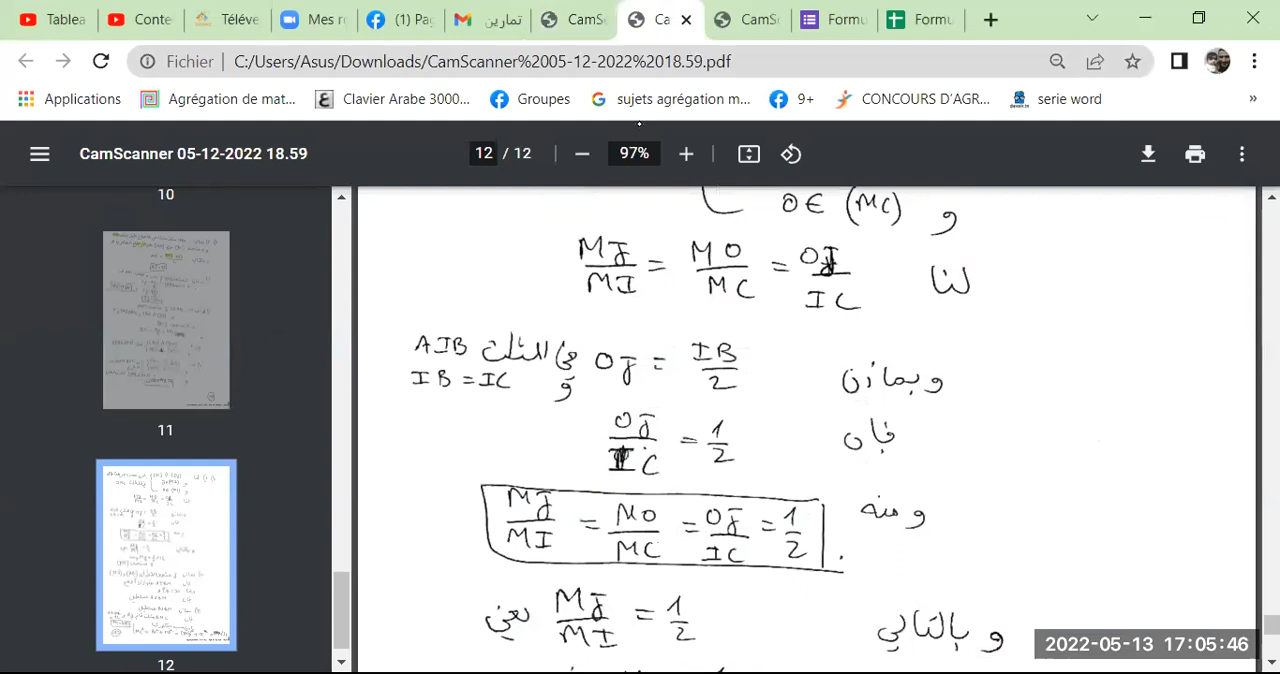 Tablea
Conte
Téléve
Mes re
(1) Pag
تمارين
CamSc
Ca
CamSc
Formu
Formu
Fichier
C:/Users/Asus/Downloads/CamScanner%2005-12-2022%2018.59.pdf
Applications
Agrégation de mat...
Clavier Arabe 3000...
Groupes
sujets agrégation m...
9+
CONCOURS D'AGR...
serie word
»
CamScanner 05-12-2022 18.59
12 / 12
97%
10
11
12
و O ∈ (MC)
لنا MJ/MI = MO/MC = OJ/IC
وبما أن OJ = IB/2 في المثلث AIB
و IB = IC
فإن OJ/IC = 1/2
ومنه MJ/MI = MO/MC = OJ/IC = 1/2 .
وبالتالي MJ/MI = 1/2 يعني
2022-05-13 17:05:46